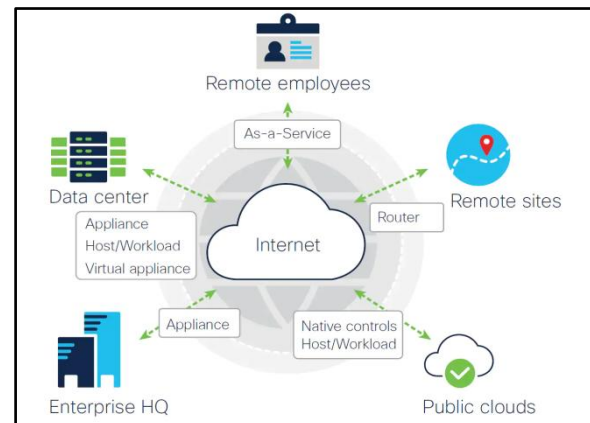 Remote employees
As-a-Service
Data center
Appliance
Host/Workload
Virtual appliance
Internet
Router
Remote sites
Appliance
Enterprise HQ
Native controls
Host/Workload
Public clouds